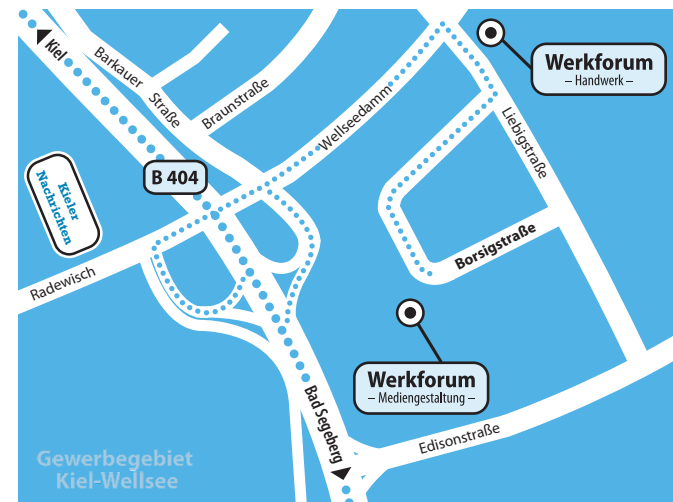 Kiel
Barkauer
Straße
Braunstraße
Wellseedamm
Werkforum
– Handwerk –
Liebigstraße
B 404
Kieler
Nachrichten
Radewisch
Borsigstraße
Werkforum
– Mediengestaltung –
Bad Segeberg
Edisonstraße
Gewerbegebiet
Kiel-Wellsee